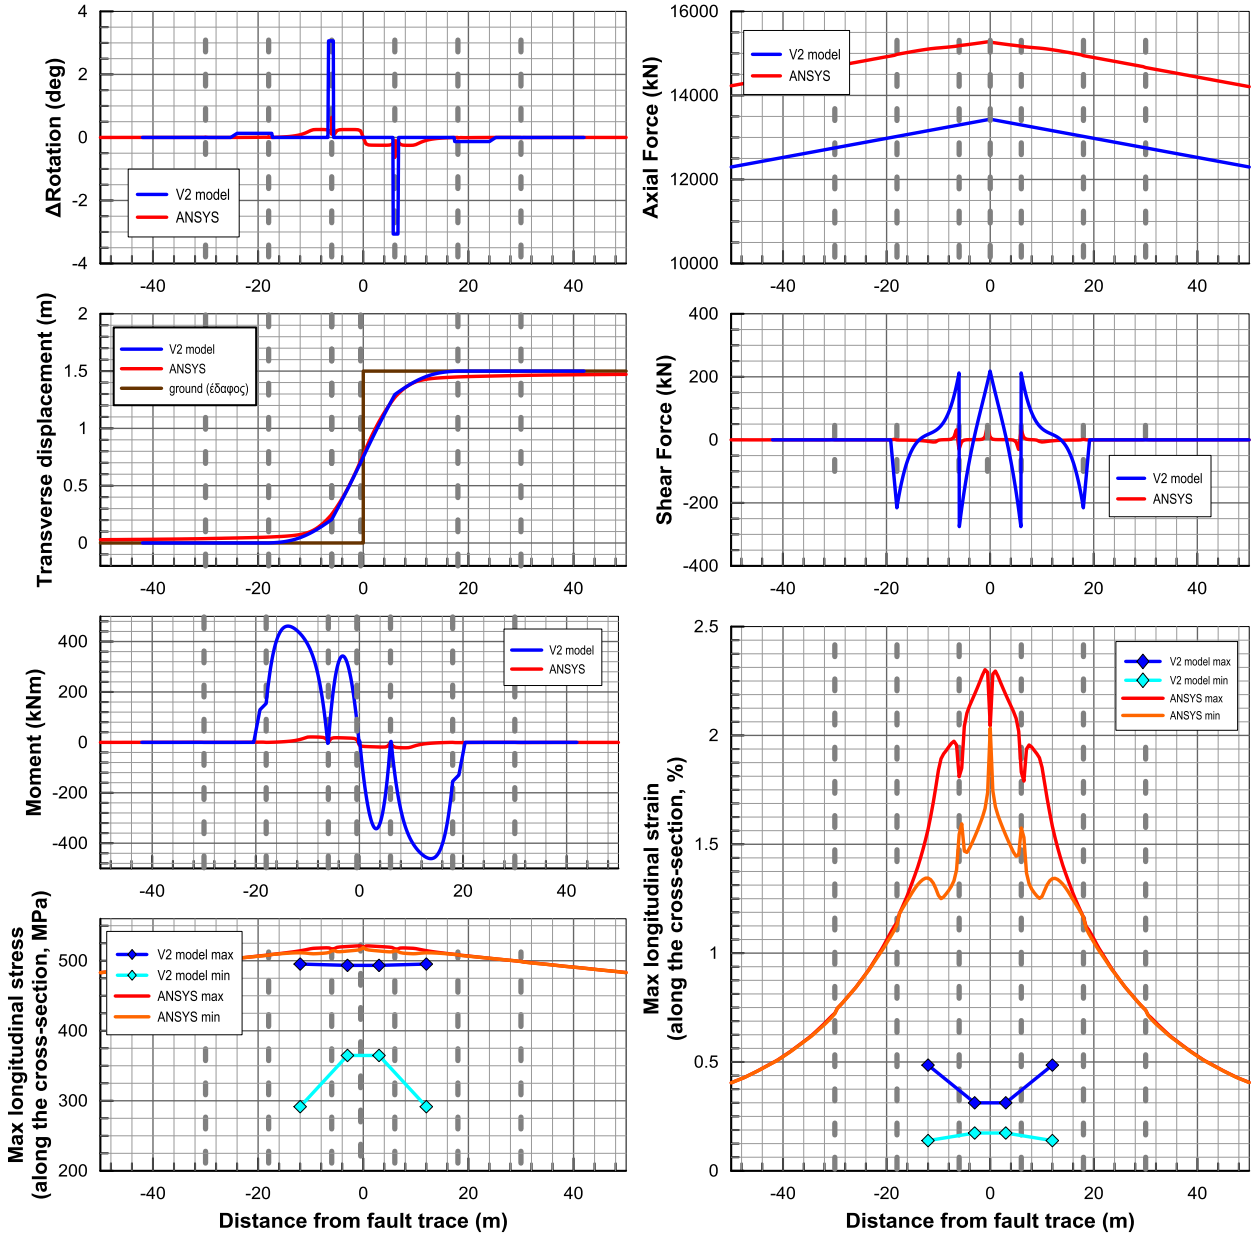 ΔRotation (deg)
4
2
0
-2
-4
V2 model
ANSYS
-40 -20 0 20 40
Axial Force (kN)
16000
14000
12000
10000
V2 model
ANSYS
-40 -20 0 20 40
Transverse displacement (m)
2
1.5
1
0.5
0
V2 model
ANSYS
ground (έδαφος)
-40 -20 0 20 40
Shear Force (kN)
400
200
0
-200
-400
V2 model
ANSYS
-40 -20 0 20 40
Moment (kNm)
400
200
0
-200
-400
V2 model
ANSYS
-40 -20 0 20 40
Max longitudinal stress
(along the cross-section, MPa)
500
400
300
200
V2 model max
V2 model min
ANSYS max
ANSYS min
-40 -20 0 20 40
Distance from fault trace (m)
Max longitudinal strain
(along the cross-section, %)
2.5
2
1.5
1
0.5
0
V2 model max
V2 model min
ANSYS max
ANSYS min
-40 -20 0 20 40
Distance from fault trace (m)